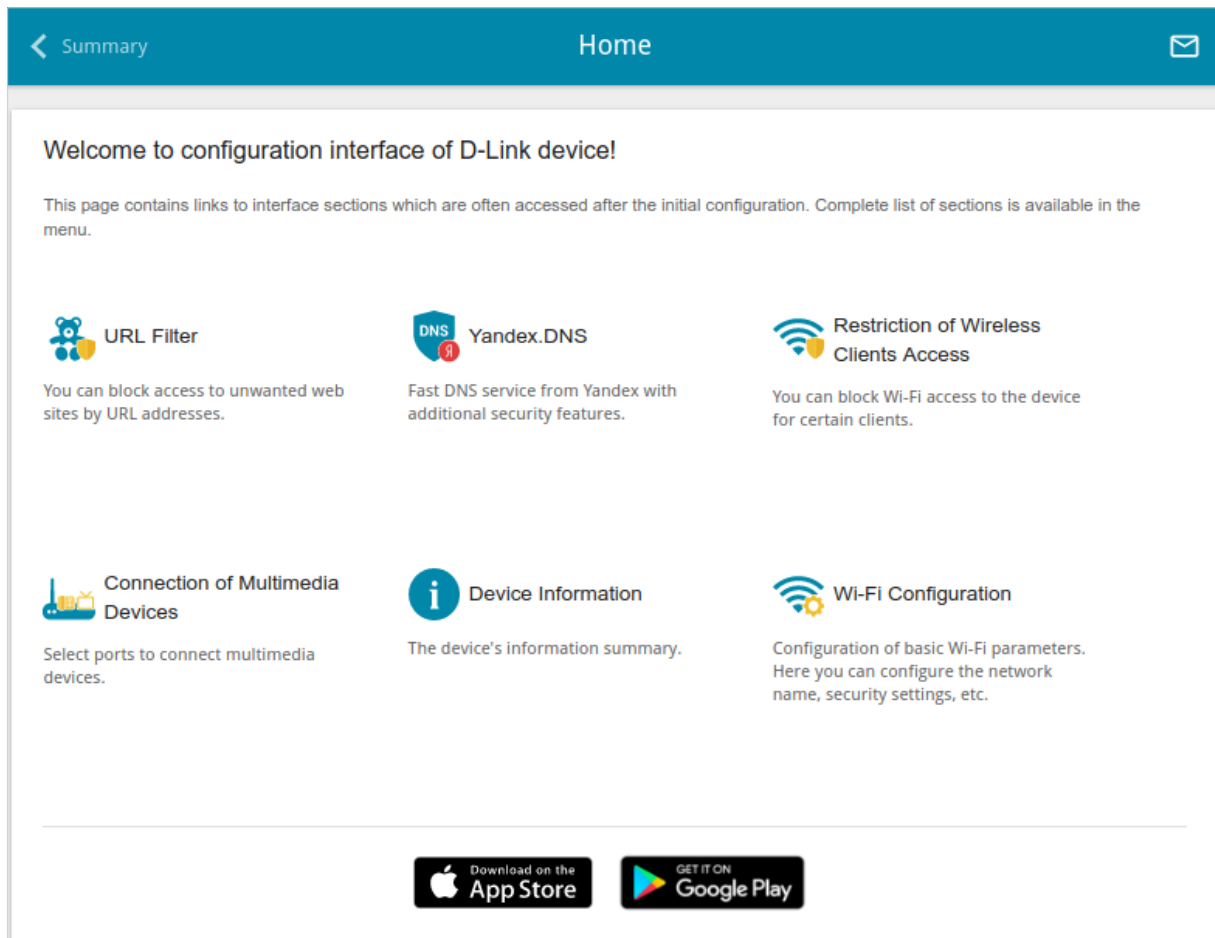 Summary
Home
Welcome to configuration interface of D-Link device!
This page contains links to interface sections which are often accessed after the initial configuration. Complete list of sections is available in the
menu.
URL Filter
You can block access to unwanted web
sites by URL addresses.
DNS
Я
Yandex.DNS
Fast DNS service from Yandex with
additional security features.
Restriction of Wireless
Clients Access
You can block Wi-Fi access to the device
for certain clients.
Connection of Multimedia
Devices
Select ports to connect multimedia
devices.
i
Device Information
The device's information summary.
Wi-Fi Configuration
Configuration of basic Wi-Fi parameters.
Here you can configure the network
name, security settings, etc.
Download on the
App Store
GET IT ON
Google Play